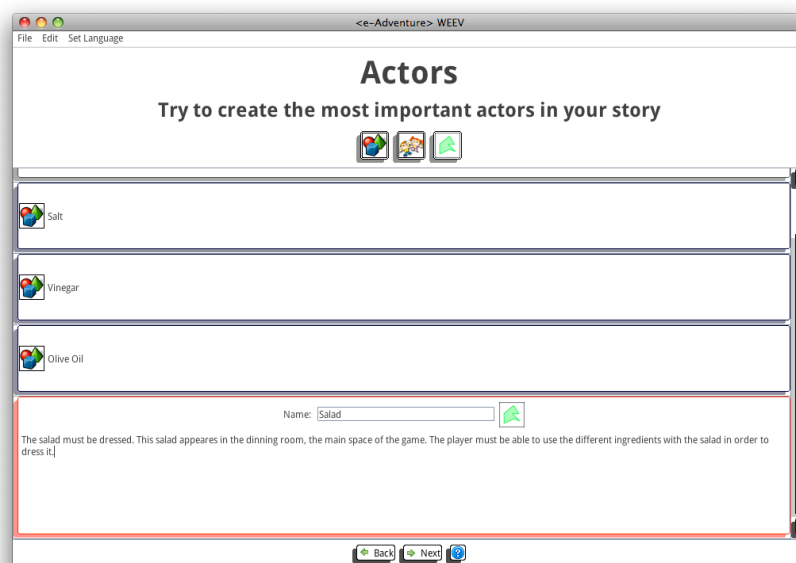 <e-Adventure> WEEV
File Edit Set Language
Actors
Try to create the most important actors in your story
Salt
Vinegar
Olive Oil
Name: Salad
The salad must be dressed. This salad appeares in the dinning room, the main space of the game. The player must be able to use the different ingredients with the salad in order to
dress it.
Back Next ?